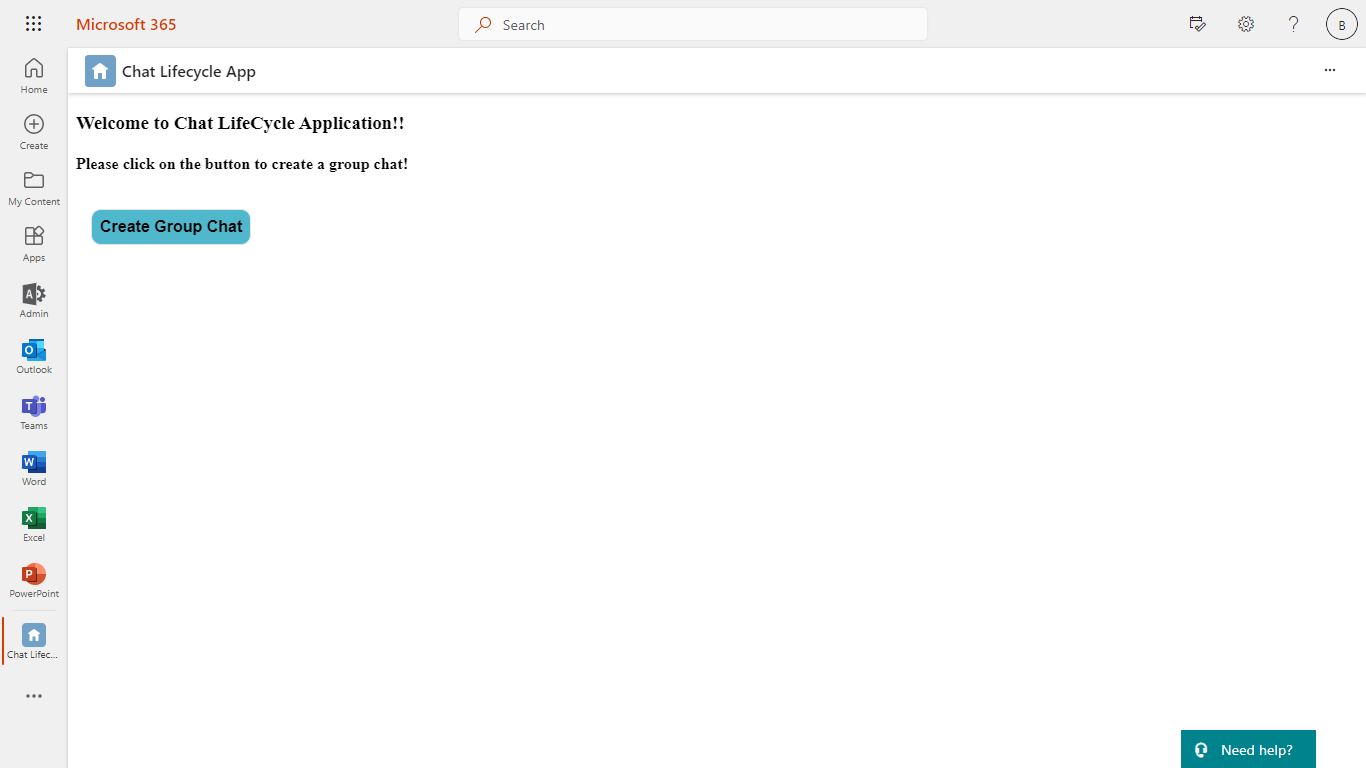 Microsoft 365
Search
B
Home
Create
My Content
Apps
Admin
Outlook
Teams
Word
Excel
PowerPoint
Chat Lifec...
Chat Lifecycle App
Welcome to Chat LifeCycle Application!!
Please click on the button to create a group chat!
Create Group Chat
Need help?